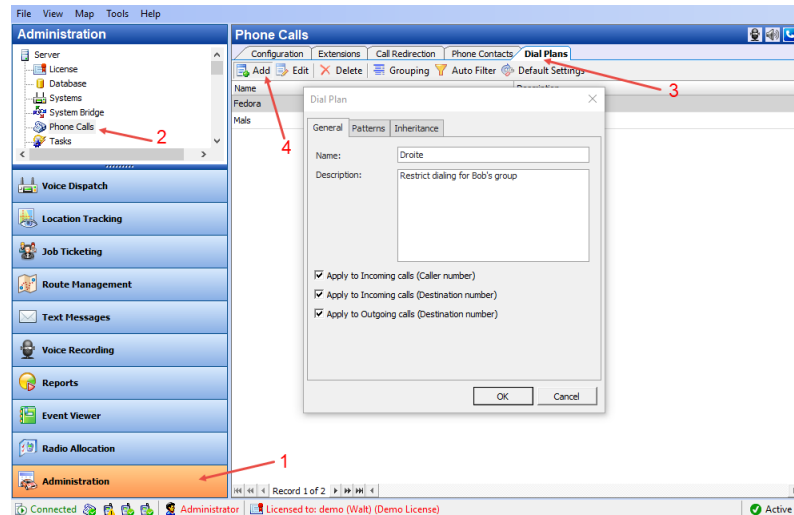 File View Map Tools Help
Administration
Phone Calls
Server
License
Database
Systems
System Bridge
Phone Calls
Tasks
2
Configuration Extensions Call Redirection Phone Contacts Dial Plans
Add Edit Delete Grouping Auto Filter Default Settings
3
Name
Fedora
Mals
4
Dial Plan
General Patterns Inheritance
Name: Droite
Description: Restrict dialing for Bob's group
Apply to Incoming calls (Caller number)
Apply to Incoming calls (Destination number)
Apply to Outgoing calls (Destination number)
OK Cancel
Voice Dispatch
Location Tracking
Job Ticketing
Route Management
Text Messages
Voice Recording
Reports
Event Viewer
Radio Allocation
Administration
1
Record 1 of 2
Connected Administrator Licensed to: demo (Walt) (Demo License) Active